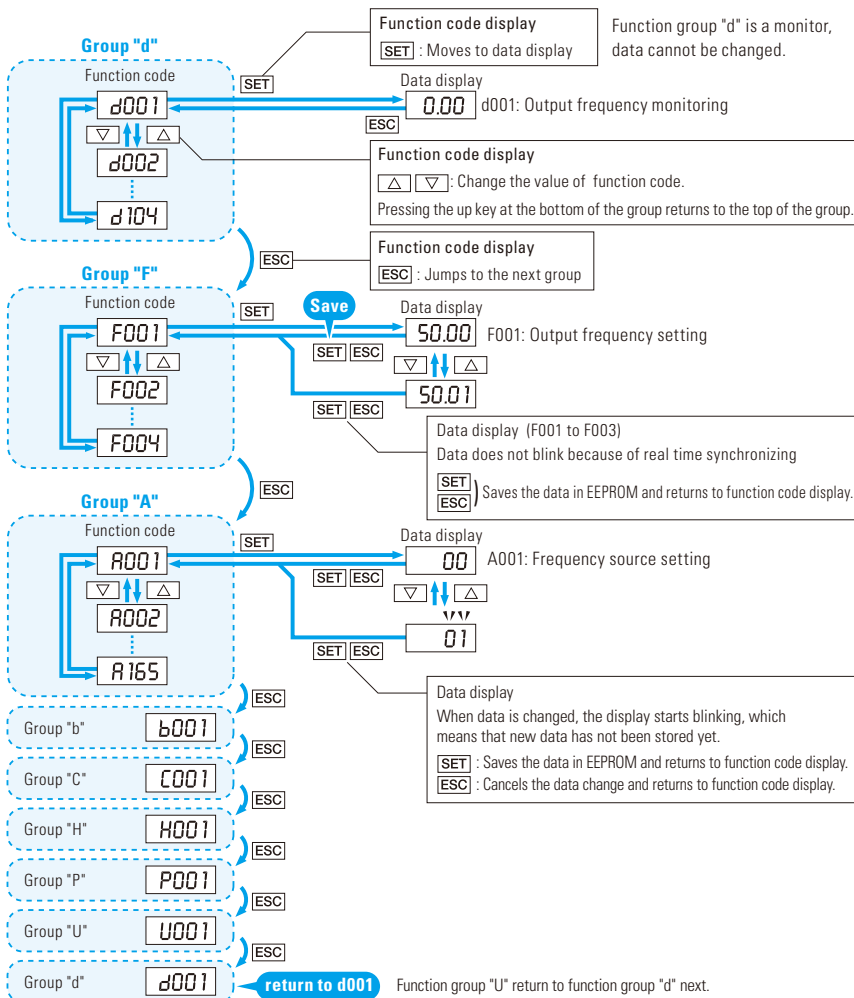 Function code display
SET : Moves to data display
Function group "d" is a monitor,
data cannot be changed.
Group "d"
Function code
SET
Data display
d001
0.00
d001: Output frequency monitoring
ESC
▽ △
d002
d104
Function code display
△ ▽ : Change the value of function code.
Pressing the up key at the bottom of the group returns to the top of the group.
ESC
Function code display
ESC : Jumps to the next group
Group "F"
Function code
SET
Save
Data display
F001
50.00
F001: Output frequency setting
SET ESC
▽ △
▽ △
F002
50.01
SET ESC
F004
Data display (F001 to F003)
Data does not blink because of real time synchronizing
SET
ESC
) Saves the data in EEPROM and returns to function code display.
ESC
Group "A"
Function code
SET
Data display
A001
00
A001: Frequency source setting
SET ESC
▽ △
▽ △
A002
01
SET ESC
A165
Data display
When data is changed, the display starts blinking, which
means that new data has not been stored yet.
SET : Saves the data in EEPROM and returns to function code display.
ESC : Cancels the data change and returns to function code display.
ESC
Group "b"
b001
ESC
Group "C"
C001
ESC
Group "H"
H001
ESC
Group "P"
P001
ESC
Group "U"
U001
ESC
Group "d"
d001
return to d001
Function group "U" return to function group "d" next.